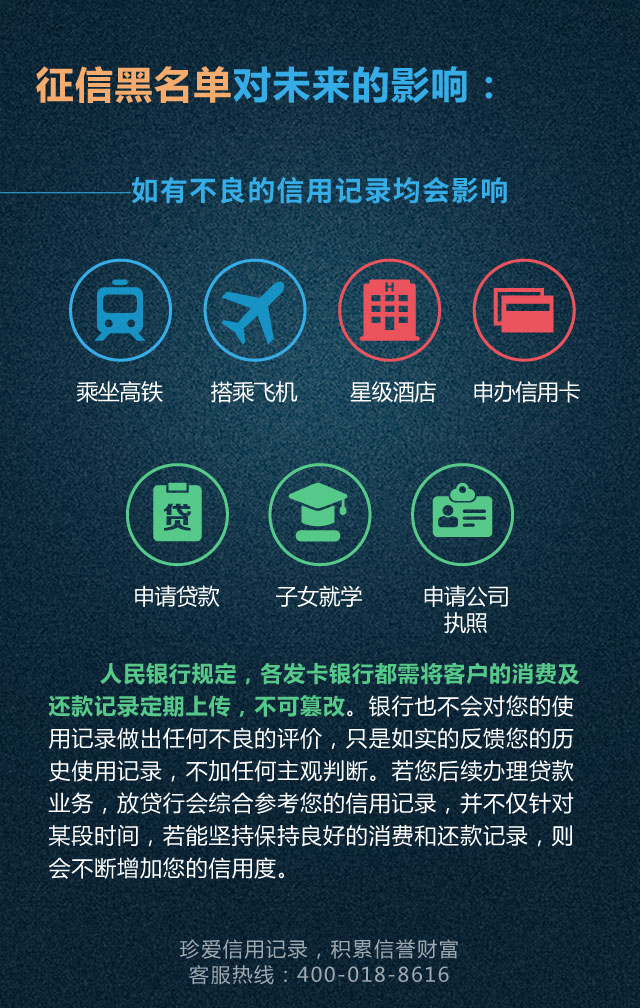 征信黑名单对未来的影响：
如有不良的信用记录均会影响
H
乘坐高铁 搭乘飞机 星级酒店 申办信用卡
贷
申请贷款 子女就学 申请公司
执照
人民银行规定，各发卡银行都需将客户的消费及
还款记录定期上传，不可篡改。银行也不会对您的使
用记录做出任何不良的评价，只是如实的反馈您的历
史使用记录，不加任何主观判断。若您后续办理贷款
业务，放贷行会综合参考您的信用记录，并不仅针对
某段时间，若能坚持保持良好的消费和还款记录，则
会不断增加您的信用度。
珍爱信用记录，积累信誉财富
客服热线：400-018-8616